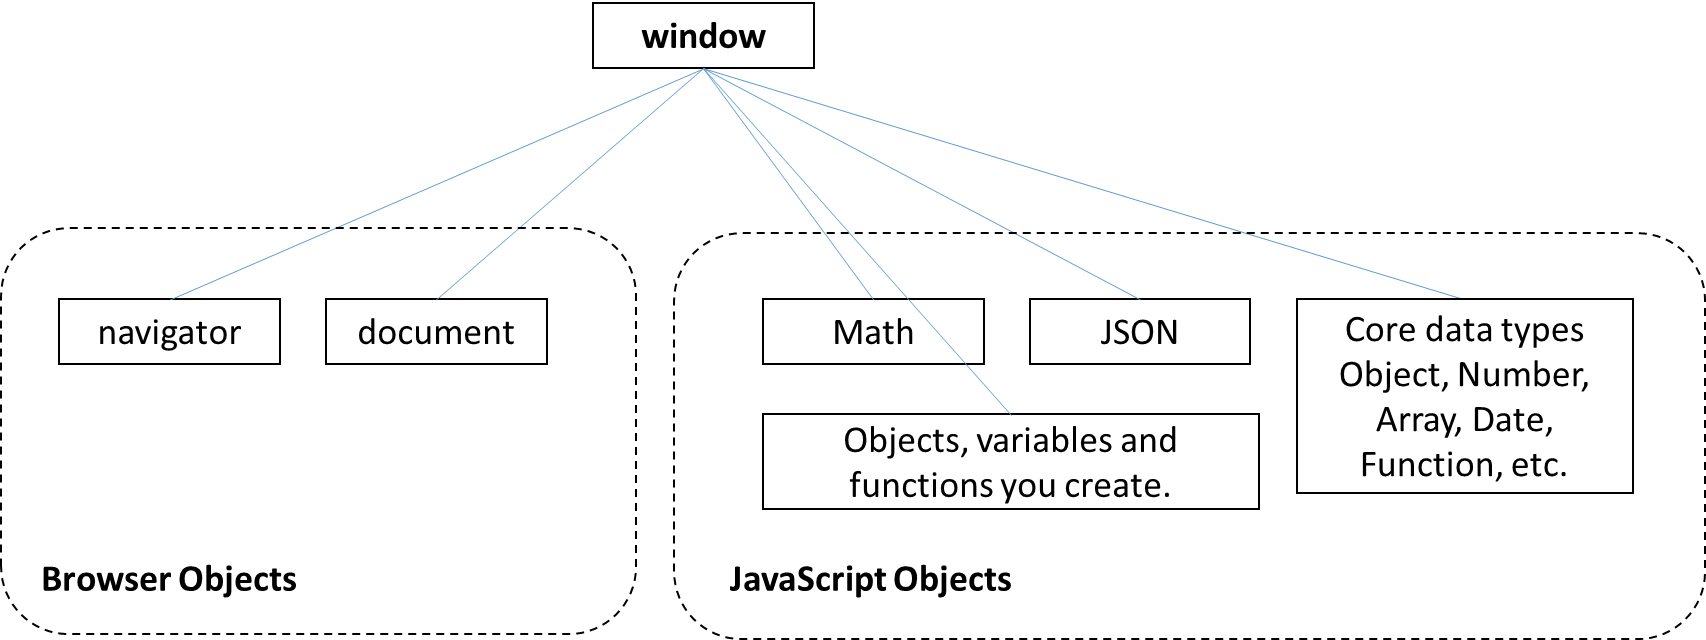 window
navigator
document
Browser Objects
Math
JSON
Core data types
Object, Number,
Array, Date,
Function, etc.
Objects, variables and
functions you create.
JavaScript Objects